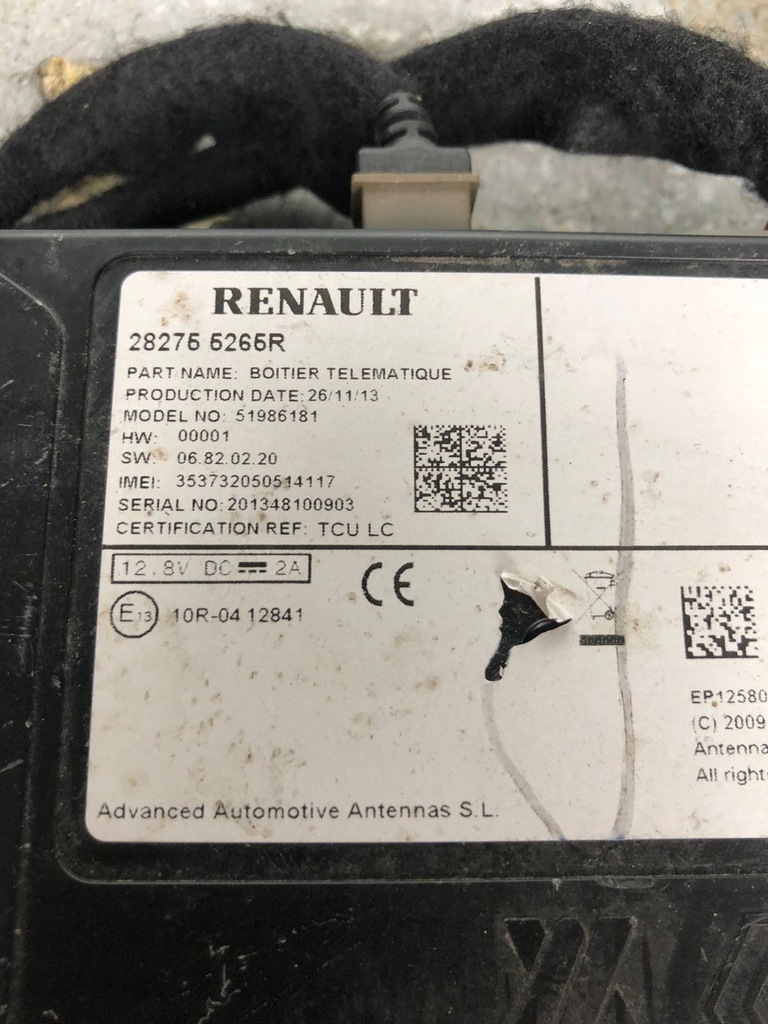 RENAULT
28275 5265R
PART NAME: BOITIER TELEMATIQUE
PRODUCTION DATE: 26/11/13
MODEL NO: 51986181
HW: 00001
SW: 06.82.02.20
IMEI: 353732050514117
SERIAL NO: 201348100903
CERTIFICATION REF: TCU LC
12.8V DC 2A
CE
E13 10R-04 12841
EP12580
(C) 2009
Antenna
All right
Advanced Automotive Antennas S.L.